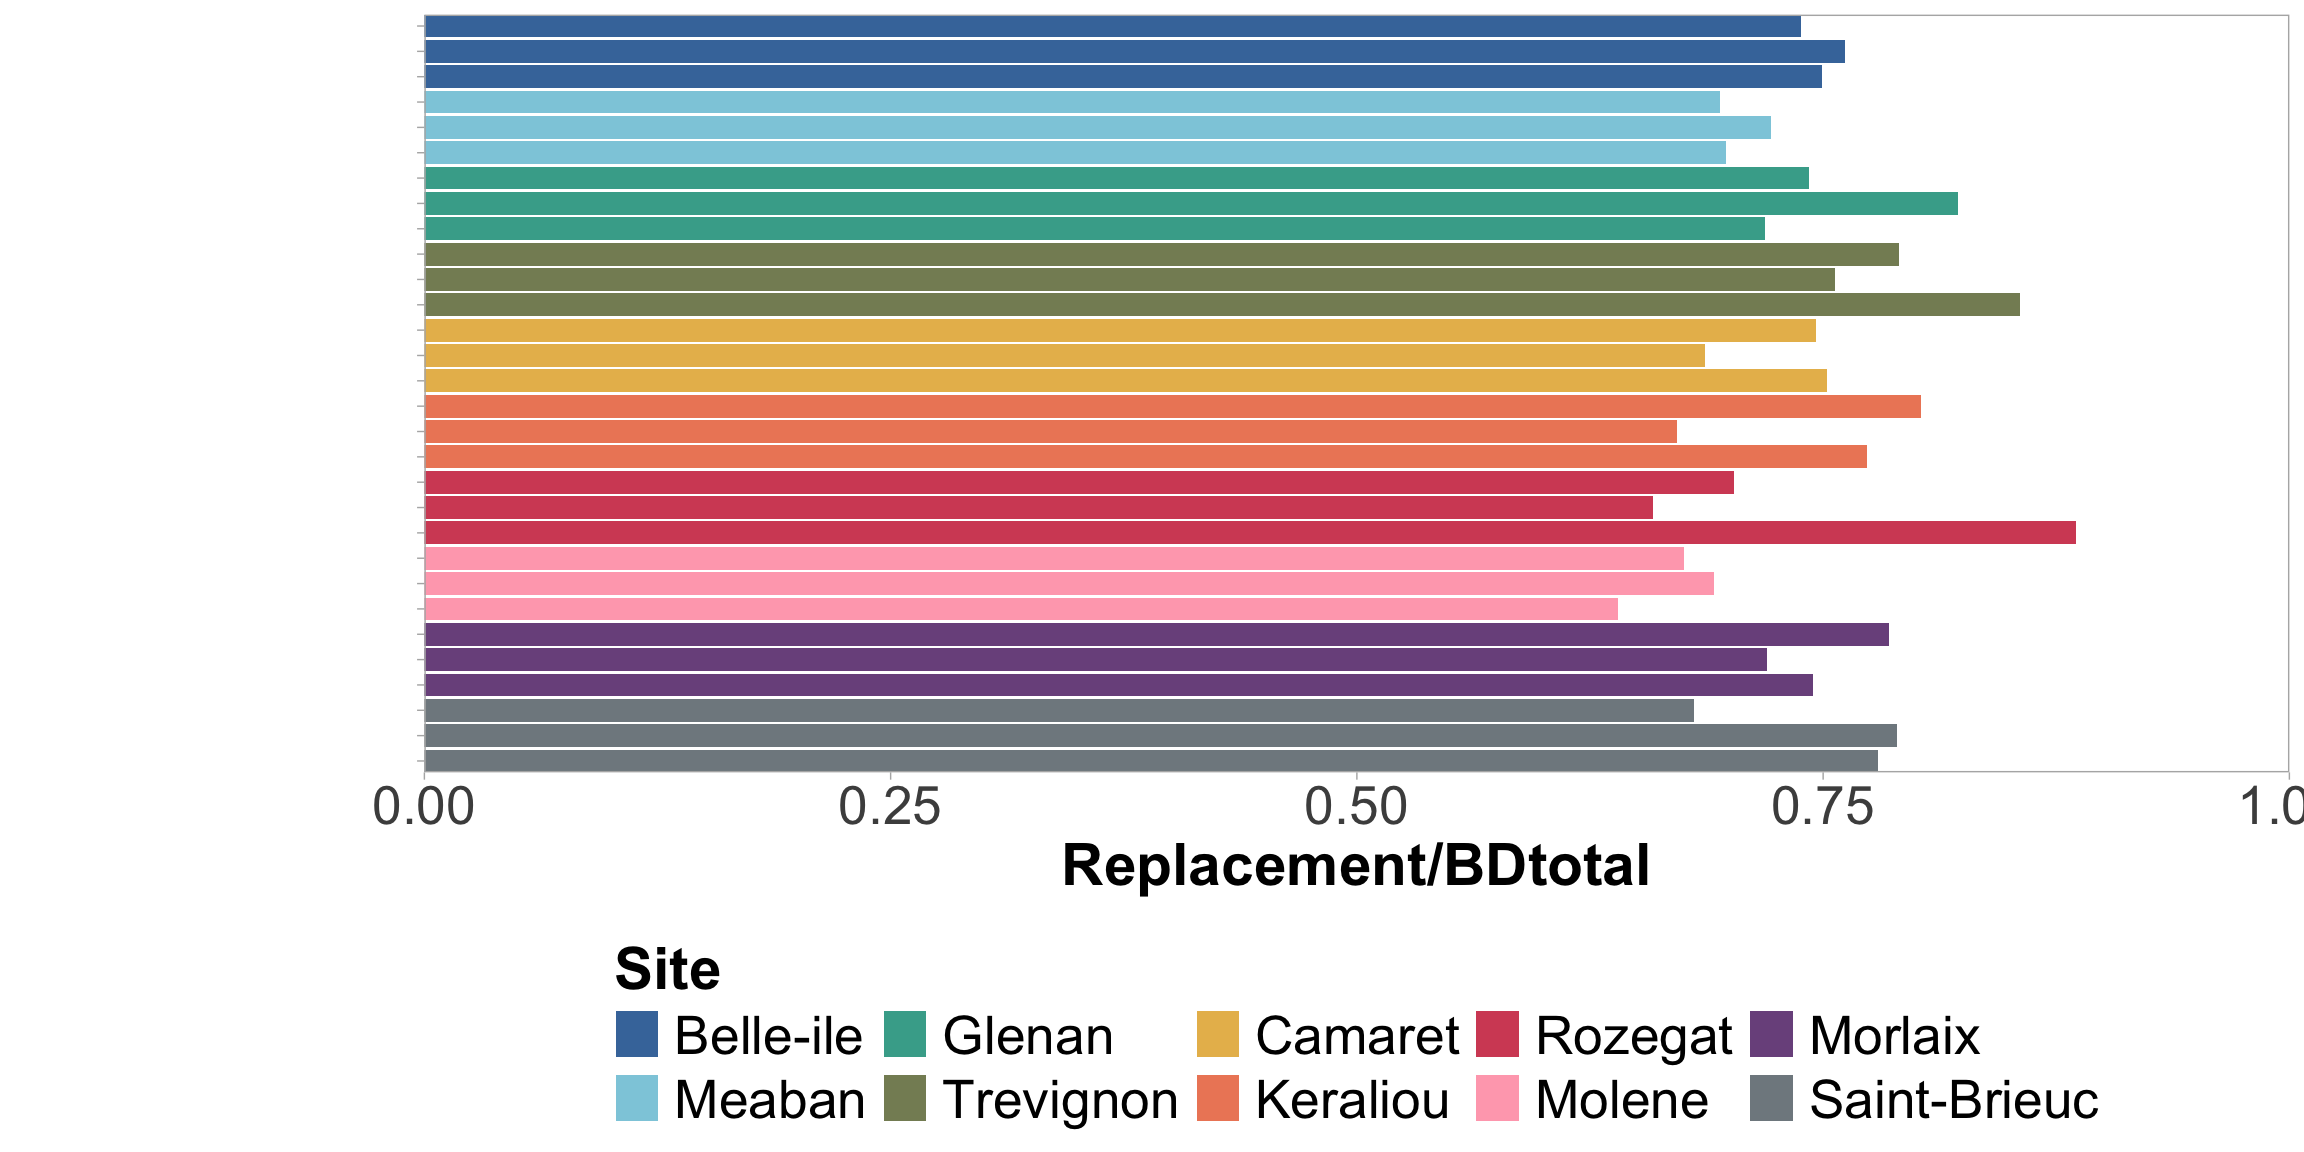 0.00 0.25 0.50 0.75 1.0
Replacement/BDtotal
Site
Belle-ile Glenan Camaret Rozegat Morlaix
Meaban Trevignon Keraliou Molene Saint-Brieuc